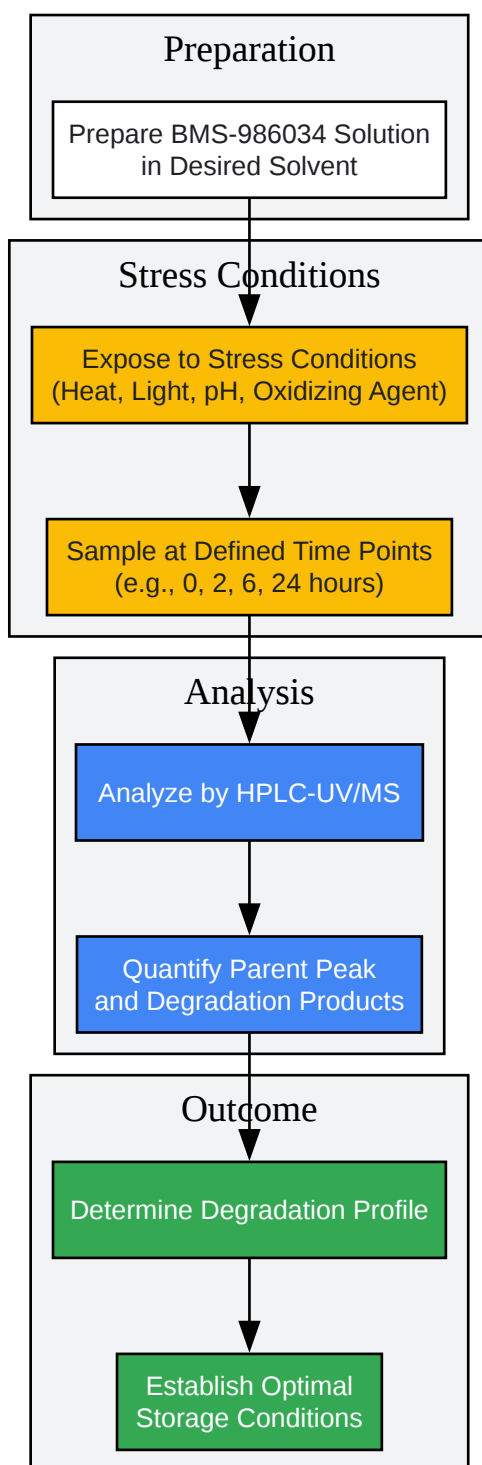 Preparation
Prepare BMS-986034 Solution
in Desired Solvent
Stress Conditions
Expose to Stress Conditions
(Heat, Light, pH, Oxidizing Agent)
Sample at Defined Time Points
(e.g., 0, 2, 6, 24 hours)
Analysis
Analyze by HPLC-UV/MS
Quantify Parent Peak
and Degradation Products
Outcome
Determine Degradation Profile
Establish Optimal
Storage Conditions